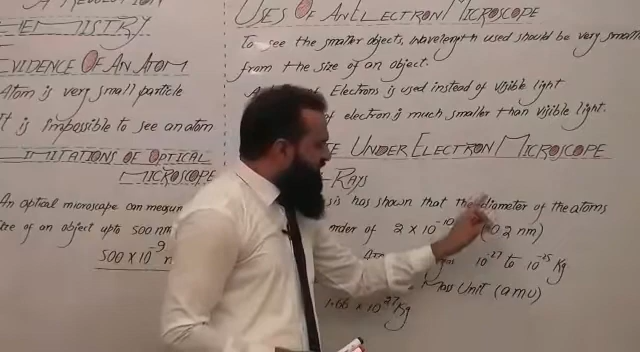 A REVOLUTION
CHEMISTRY
EVIDENCE OF AN ATOM
Atom is very small particle
It is impossible to see an atom
LIMITATIONS OF OPTICAL
MICROSCOPE
An optical microscope can measure
size of an object upto 500 nm
500 X 10⁻⁹
USES OF AN ELECTRON MICROSCOPE
To see the smaller objects, wavelength used should be very smaller
from the size of an object.
of Electrons is used instead of visible light
of electron is much smaller than visible light.
UNDER ELECTRON MICROSCOPE
-RAYS
has shown that the diameter of the atoms
order of 2 X 10⁻¹⁰ 0.2 nm)
10⁻²⁷ to 10⁻²⁵ Kg
Mass Unit (a m u)
1.66 X 10⁻²⁷ Kg